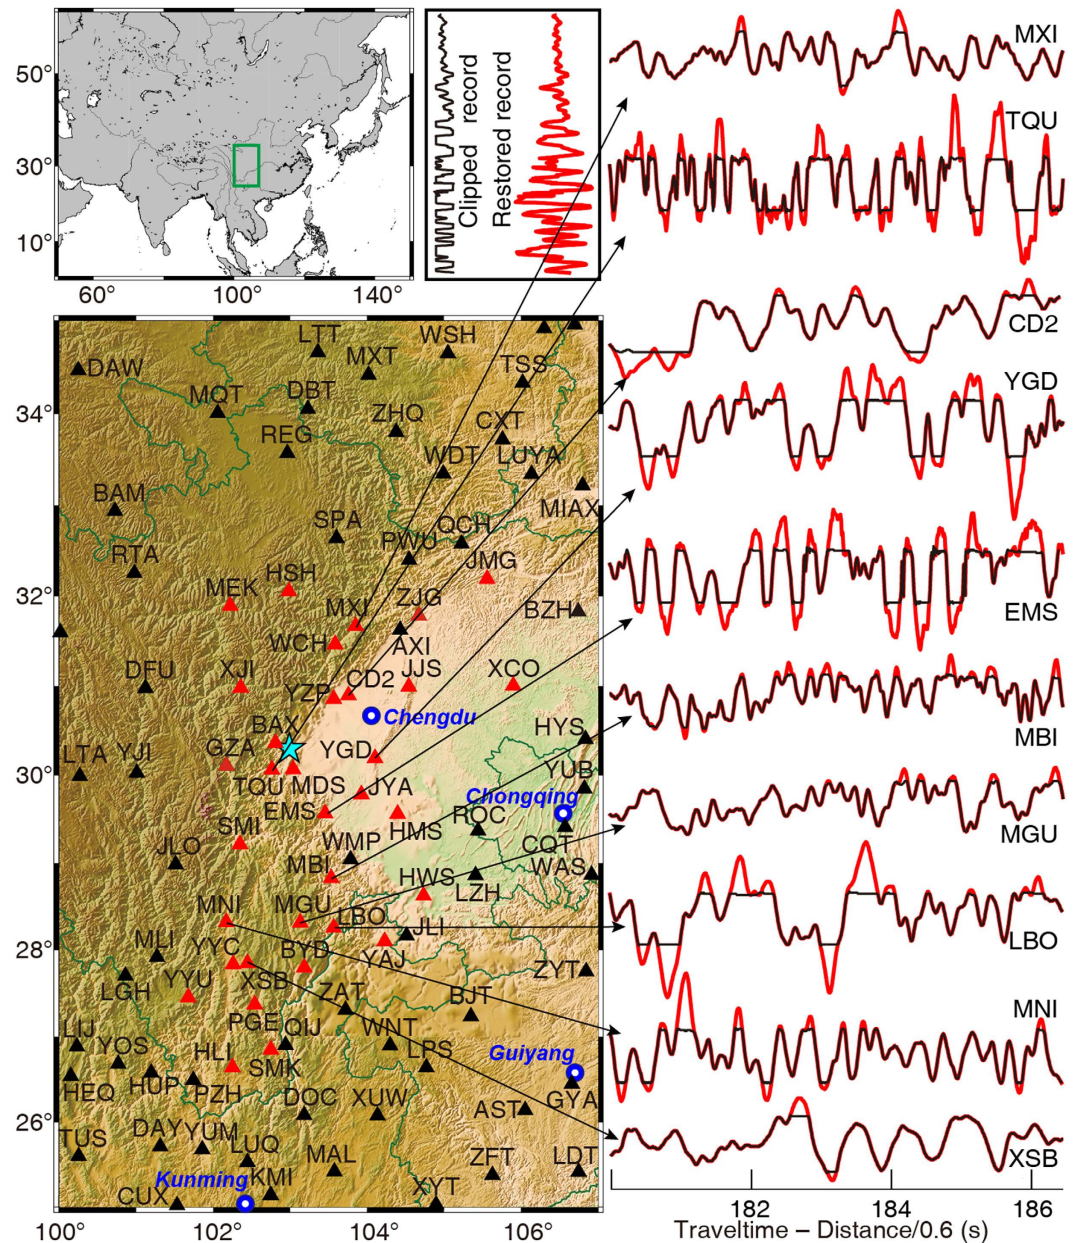 50°
30°
10°
60°
100°
140°
Clipped record
Restored record
MXI
TQU
CD2
YGD
EMS
MBI
MGU
LBO
MNI
XSB
182
184
186
Traveltime – Distance/0.6 (s)
34°
32°
30°
28°
26°
100
102
104
106
LTT
WSH
DAW
MXT
TSS
MQT
DBT
ZHQ
CXT
REG
WDT
LUYA
BAM
MIAX
SPA
QCH
RTA
PWU
JMG
MEK
HSH
MXI
ZJG
BZH
WCH
AXI
DFU
XJI
YZP
CD2
JJS
XCO
Chengdu
BAX
HYS
LTA
YJI
GZA
YGD
TQU
MDS
JYA
YUB
EMS
Chongqing
SMI
HMS
ROC
JLO
WMP
CQT
MBI
HWS
LZH
WAS
MNI
MGU
LBO
JLI
MLI
YYC
BYD
YAJ
LGH
YYU
XSB
ZAT
ZYT
BJT
PGE
LIJ
YOS
QIJ
WNT
HLI
SMK
LPS
Guiyang
HEQ
HUP
PZH
DOC
XUW
AST
GYA
TUS
DAY
YUM
LUQ
MAL
ZFT
LDT
Kunming
KMI
CUX
XYT